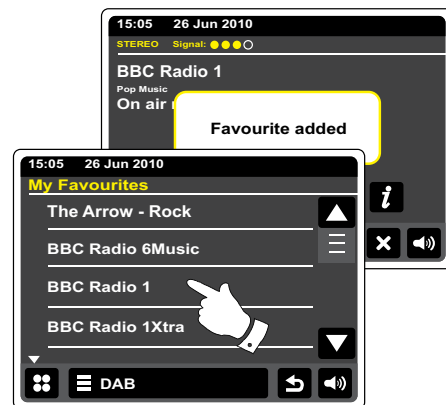 15:05 26 Jun 2010
STEREO Signal:
BBC Radio 1
Pop Music
On air
Favourite added
i
15:05 26 Jun 2010
My Favourites
The Arrow - Rock
BBC Radio 6Music
BBC Radio 1
BBC Radio 1Xtra
DAB